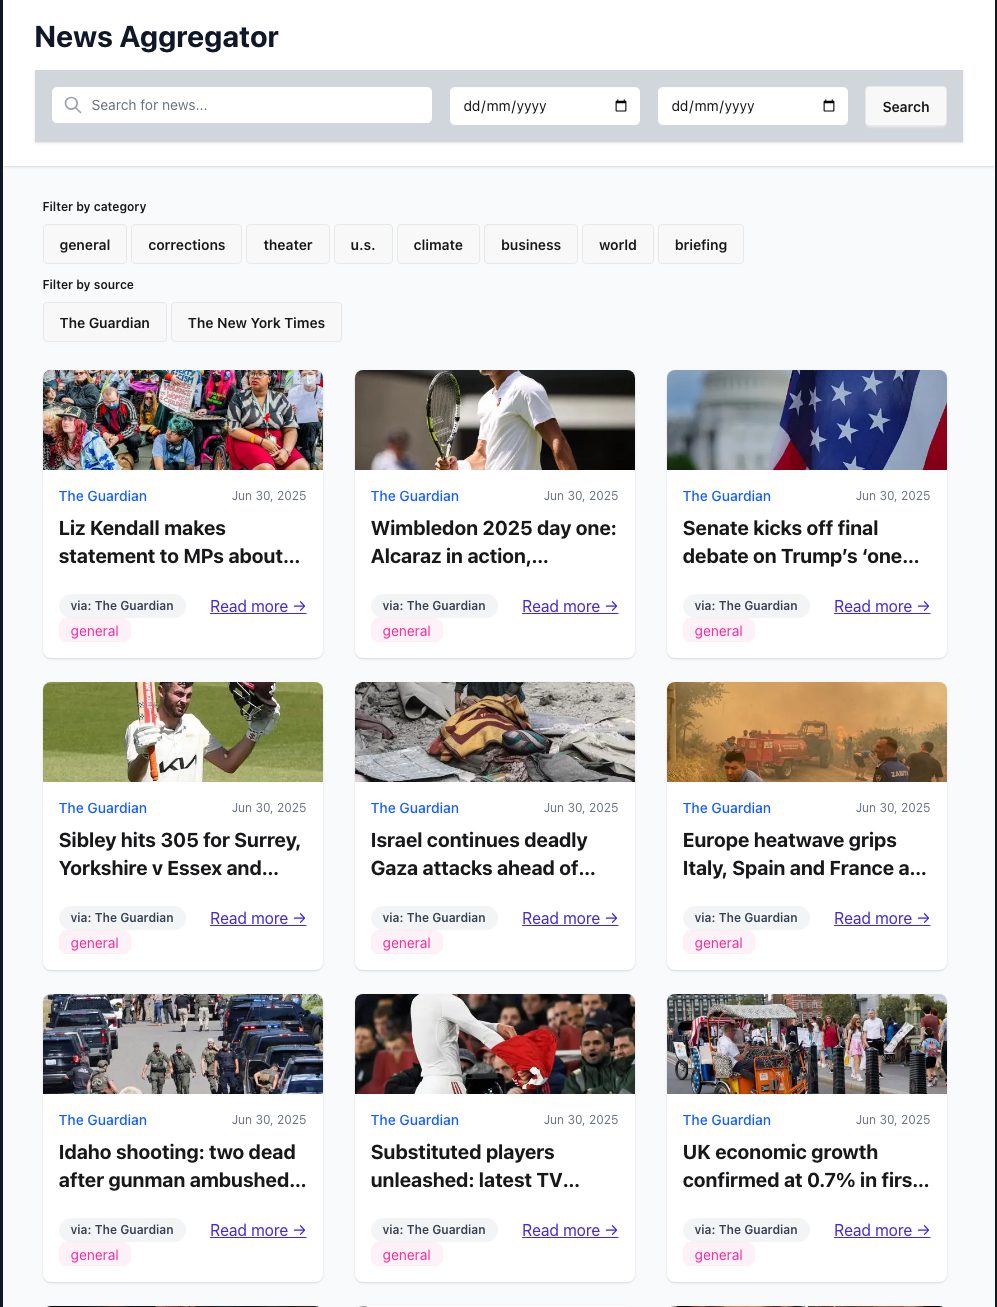 News Aggregator
Search for news...
dd/mm/yyyy
dd/mm/yyyy
Search
Filter by category
general
corrections
theater
u.s.
climate
business
world
briefing
Filter by source
The Guardian
The New York Times
The Guardian
Jun 30, 2025
Liz Kendall makes
statement to MPs about...
via: The Guardian
Read more →
general
The Guardian
Jun 30, 2025
Wimbledon 2025 day one:
Alcaraz in action,...
via: The Guardian
Read more →
general
The Guardian
Jun 30, 2025
Senate kicks off final
debate on Trump’s ‘one...
via: The Guardian
Read more →
general
KIA
The Guardian
Jun 30, 2025
Sibley hits 305 for Surrey,
Yorkshire v Essex and...
via: The Guardian
Read more →
general
The Guardian
Jun 30, 2025
Israel continues deadly
Gaza attacks ahead of...
via: The Guardian
Read more →
general
The Guardian
Jun 30, 2025
Europe heatwave grips
Italy, Spain and France a...
via: The Guardian
Read more →
general
The Guardian
Jun 30, 2025
Idaho shooting: two dead
after gunman ambushed...
via: The Guardian
Read more →
general
The Guardian
Jun 30, 2025
Substituted players
unleashed: latest TV...
via: The Guardian
Read more →
general
The Guardian
Jun 30, 2025
UK economic growth
confirmed at 0.7% in firs...
via: The Guardian
Read more →
general